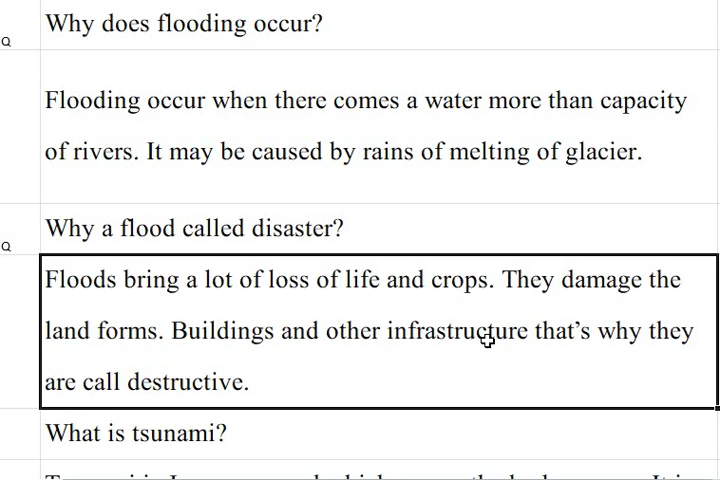 Why does flooding occur?
Q
Flooding occur when there comes a water more than capacity
of rivers. It may be caused by rains of melting of glacier.
Why a flood called disaster?
Q
Floods bring a lot of loss of life and crops. They damage the
land forms. Buildings and other infrastructure that’s why they
are call destructive.
What is tsunami?